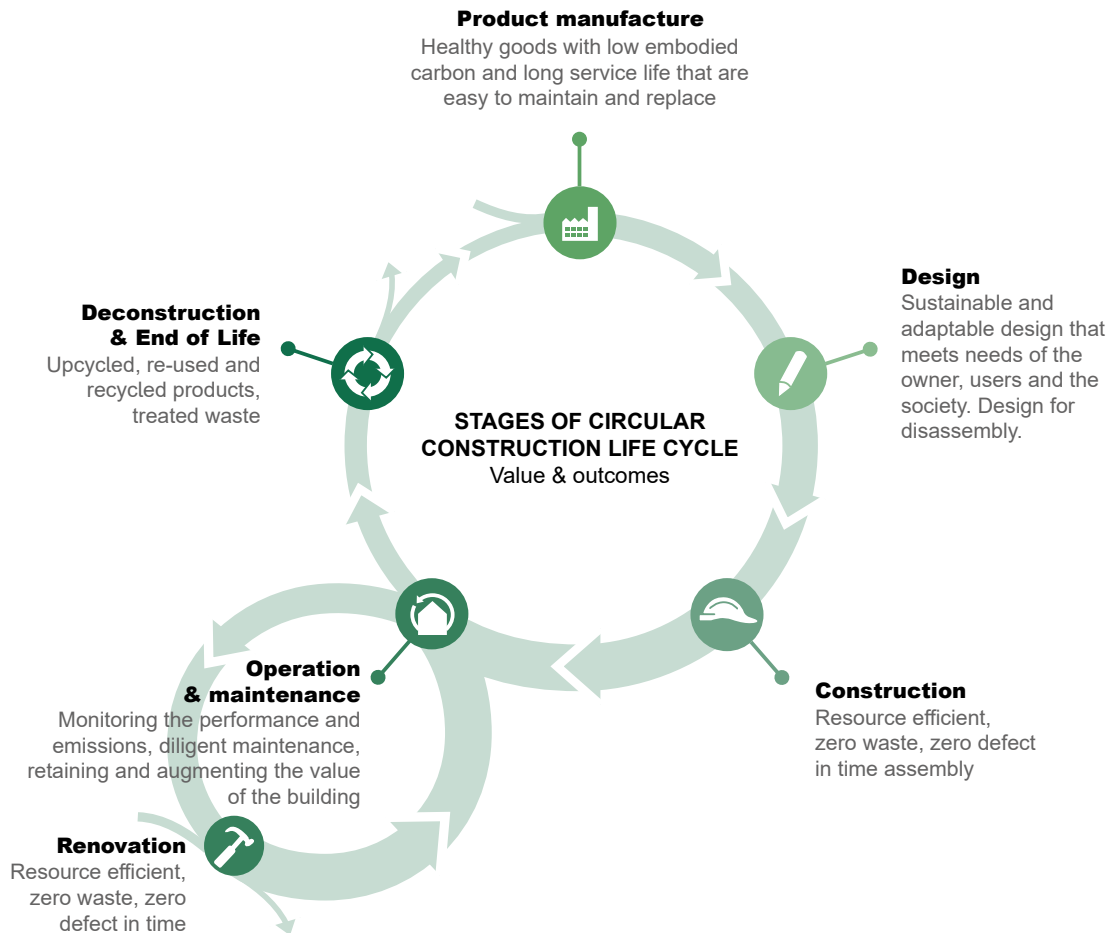 Product manufacture
Healthy goods with low embodied
carbon and long service life that are
easy to maintain and replace
Design
Sustainable and
adaptable design that
meets needs of the
owner, users and the
society. Design for
disassembly.
Deconstruction
& End of Life
Upcycled, re-used and
recycled products,
treated waste
STAGES OF CIRCULAR
CONSTRUCTION LIFE CYCLE
Value & outcomes
Operation
& maintenance
Monitoring the performance and
emissions, diligent maintenance,
retaining and augmenting the value
of the building
Construction
Resource efficient,
zero waste, zero defect
in time assembly
Renovation
Resource efficient,
zero waste, zero
defect in time